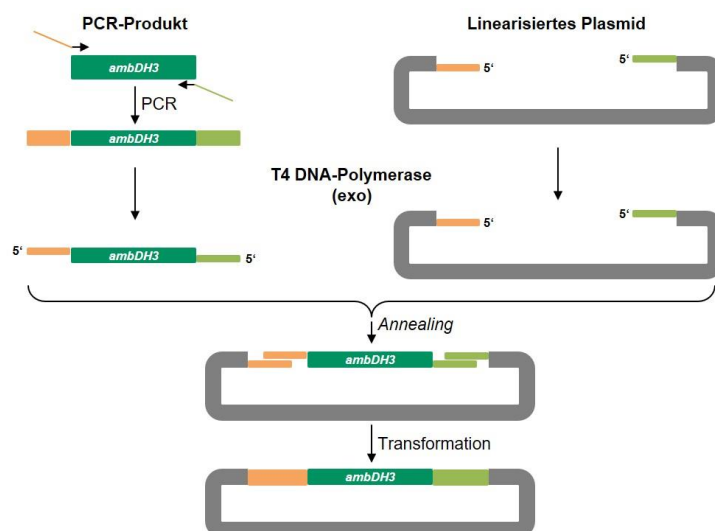 PCR-Produkt
Linearisiertes Plasmid
ambDH3
5‘
5‘
PCR
ambDH3
T4 DNA-Polymerase
(exo)
5‘
5‘
5‘
ambDH3
5‘
Annealing
ambDH3
Transformation
ambDH3